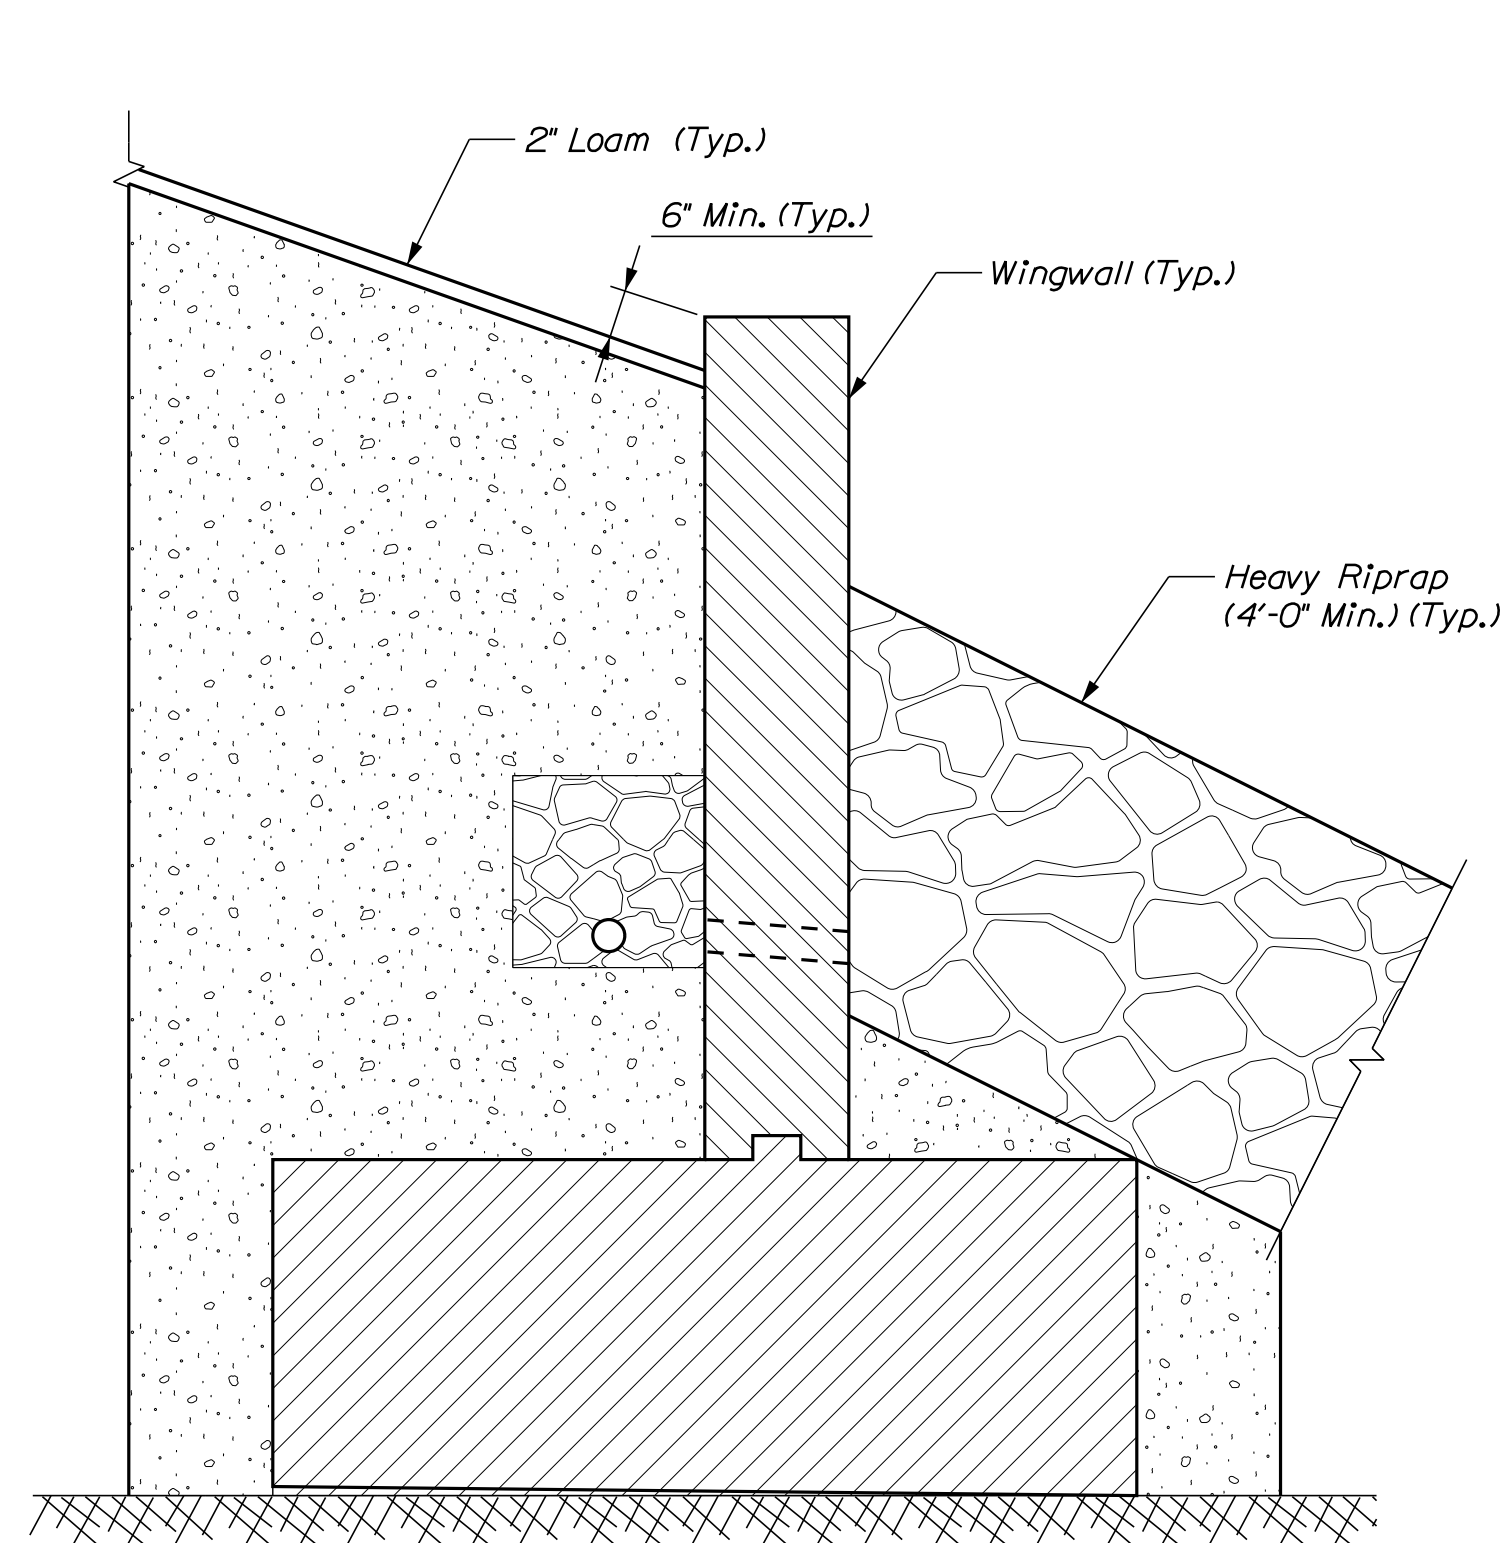 2" Loam (Typ.)
6" Min. (Typ.)
Wingwall (Typ.)
Heavy Riprap
(4'-0" Min.) (Typ.)